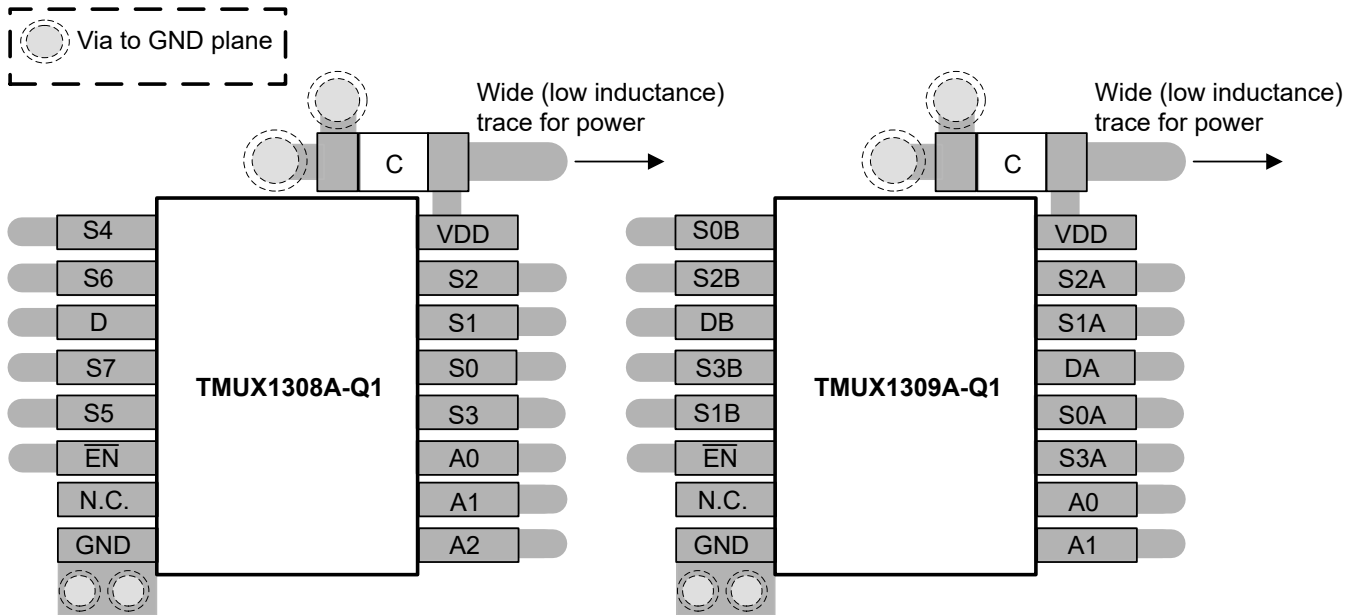 Via to GND plane
Wide (low inductance)
trace for power
C
S4
S6
D
S7
S5
EN
N.C.
GND
TMUX1308A-Q1
VDD
S2
S1
S0
S3
A0
A1
A2
Wide (low inductance)
trace for power
C
S0B
S2B
DB
S3B
S1B
EN
N.C.
GND
TMUX1309A-Q1
VDD
S2A
S1A
DA
S0A
S3A
A0
A1